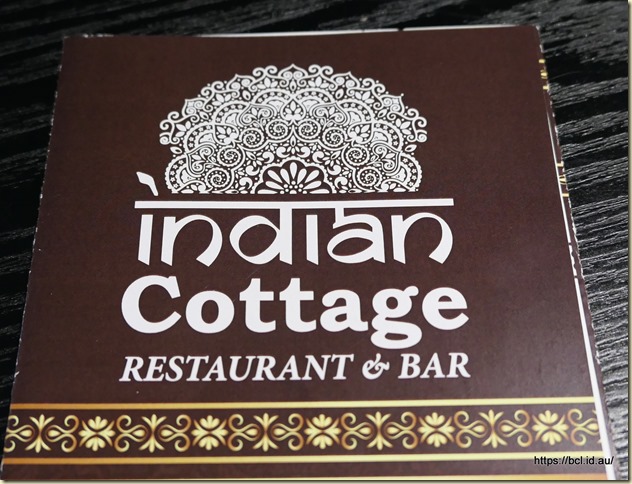 indian
Cottage
RESTAURANT & BAR
https://bcl.id.au/